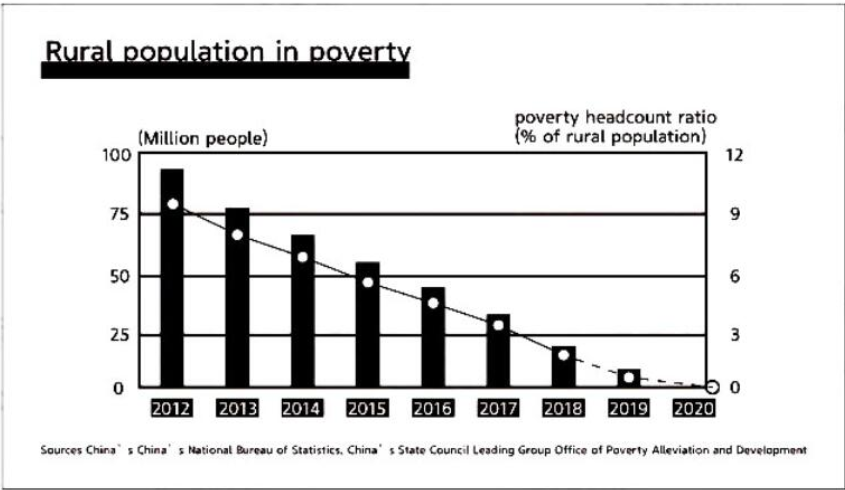 Rural population in poverty
poverty headcount ratio
(Million people) (% of rural population)
100 12
75 9
50 6
25 3
0 0
2012 2013 2014 2015 2016 2017 2018 2019 2020
Sources China` s China` s National Bureau of Statistics, China` s State Council Leading Group Office of Poverty Alleviation and Development